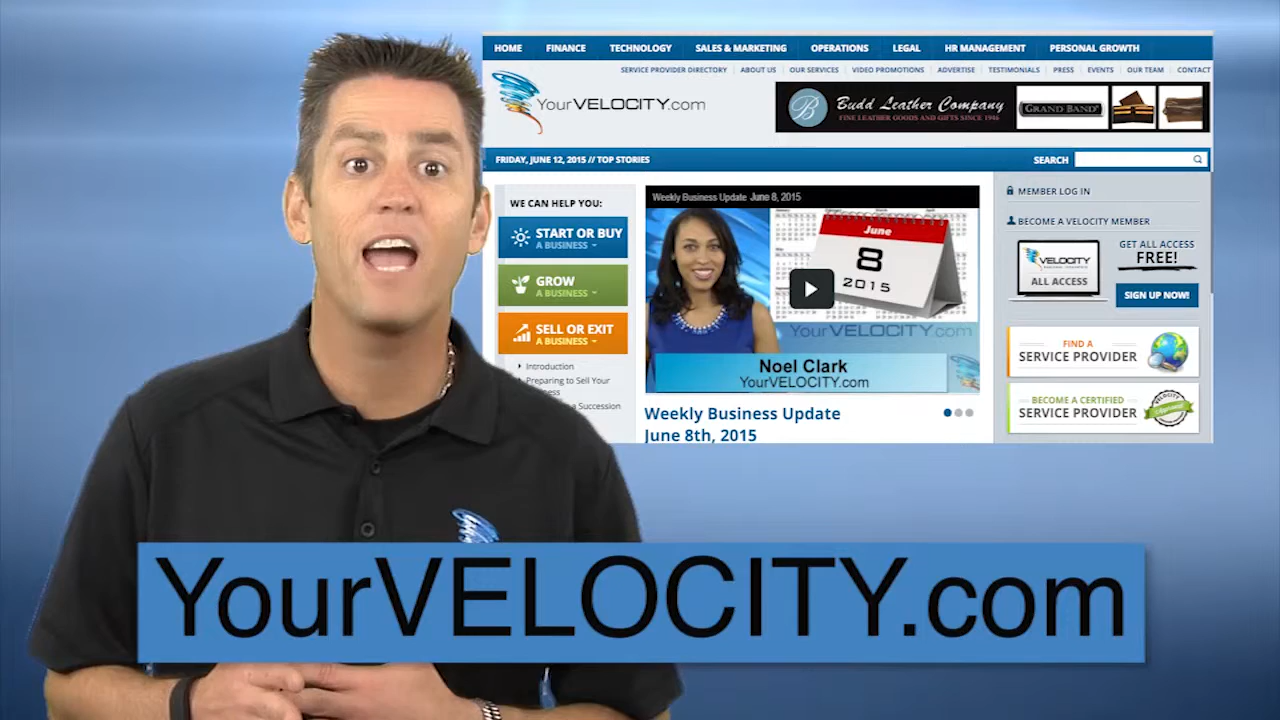 HOME FINANCE TECHNOLOGY SALES & MARKETING OPERATIONS LEGAL HR MANAGEMENT PERSONAL GROWTH
SERVICE PROVIDER DIRECTORY ABOUT US OUR SERVICES VIDEO PROMOTIONS ADVERTISE TESTIMONIALS PRESS EVENTS OUR TEAM CONTACT
YourVELOCITY.com
B
BUDD LEATHER COMPANY
FINE LEATHER GOODS AND GIFTS SINCE 1946
GRAND BAND
FRIDAY, JUNE 12, 2015 // TOP STORIES
SEARCH
WE CAN HELP YOU:
START OR BUY
A BUSINESS
GROW
A BUSINESS
SELL OR EXIT
A BUSINESS
Introduction
Preparing to Sell Your
Succession
Weekly Business Update June 8, 2015
June
8
2015
YourVELOCITY.com
Noel Clark
YourVELOCITY.com
Weekly Business Update
June 8th, 2015
MEMBER LOG IN
BECOME A VELOCITY MEMBER
VELOCITY
ALL ACCESS
GET ALL ACCESS
FREE!
SIGN UP NOW!
FIND A
SERVICE PROVIDER
BECOME A CERTIFIED
SERVICE PROVIDER
VELOCITY
YourVELOCITY.com